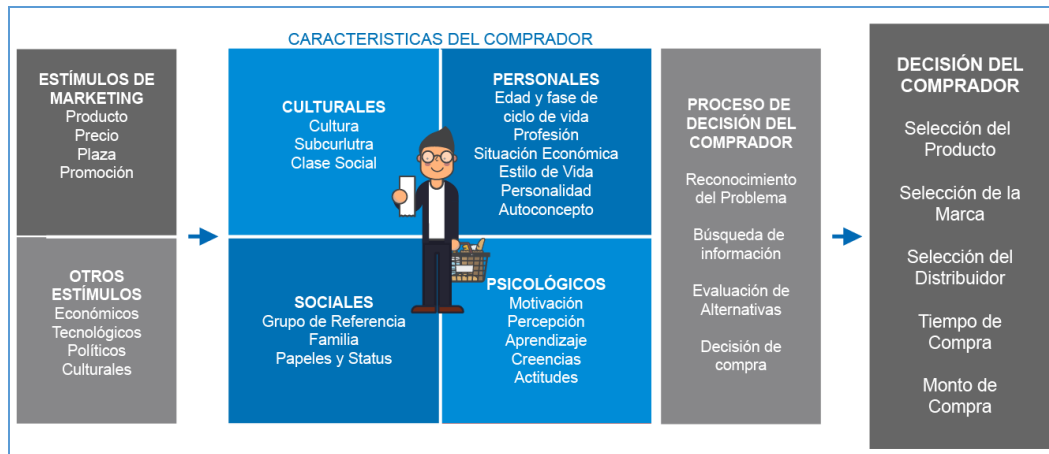 CARACTERISTICAS DEL COMPRADOR
ESTÍMULOS DE
MARKETING
Producto
Precio
Plaza
Promoción
OTROS
ESTÍMULOS
Económicos
Tecnológicos
Políticos
Culturales
CULTURALES
Cultura
Subcurlutra
Clase Social
PERSONALES
Edad y fase de
ciclo de vida
Profesión
Situación Económica
Estilo de Vida
Personalidad
Autoconcepto
SOCIALES
Grupo de Referencia
Familia
Papeles y Status
PSICOLÓGICOS
Motivación
Percepción
Aprendizaje
Creencias
Actitudes
PROCESO DE
DECISIÓN DEL
COMPRADOR
Reconocimiento
del Problema
Búsqueda de
información
Evaluación de
Alternativas
Decisión de
compra
DECISIÓN DEL
COMPRADOR
Selección del
Producto
Selección de la
Marca
Selección del
Distribuidor
Tiempo de
Compra
Monto de
Compra